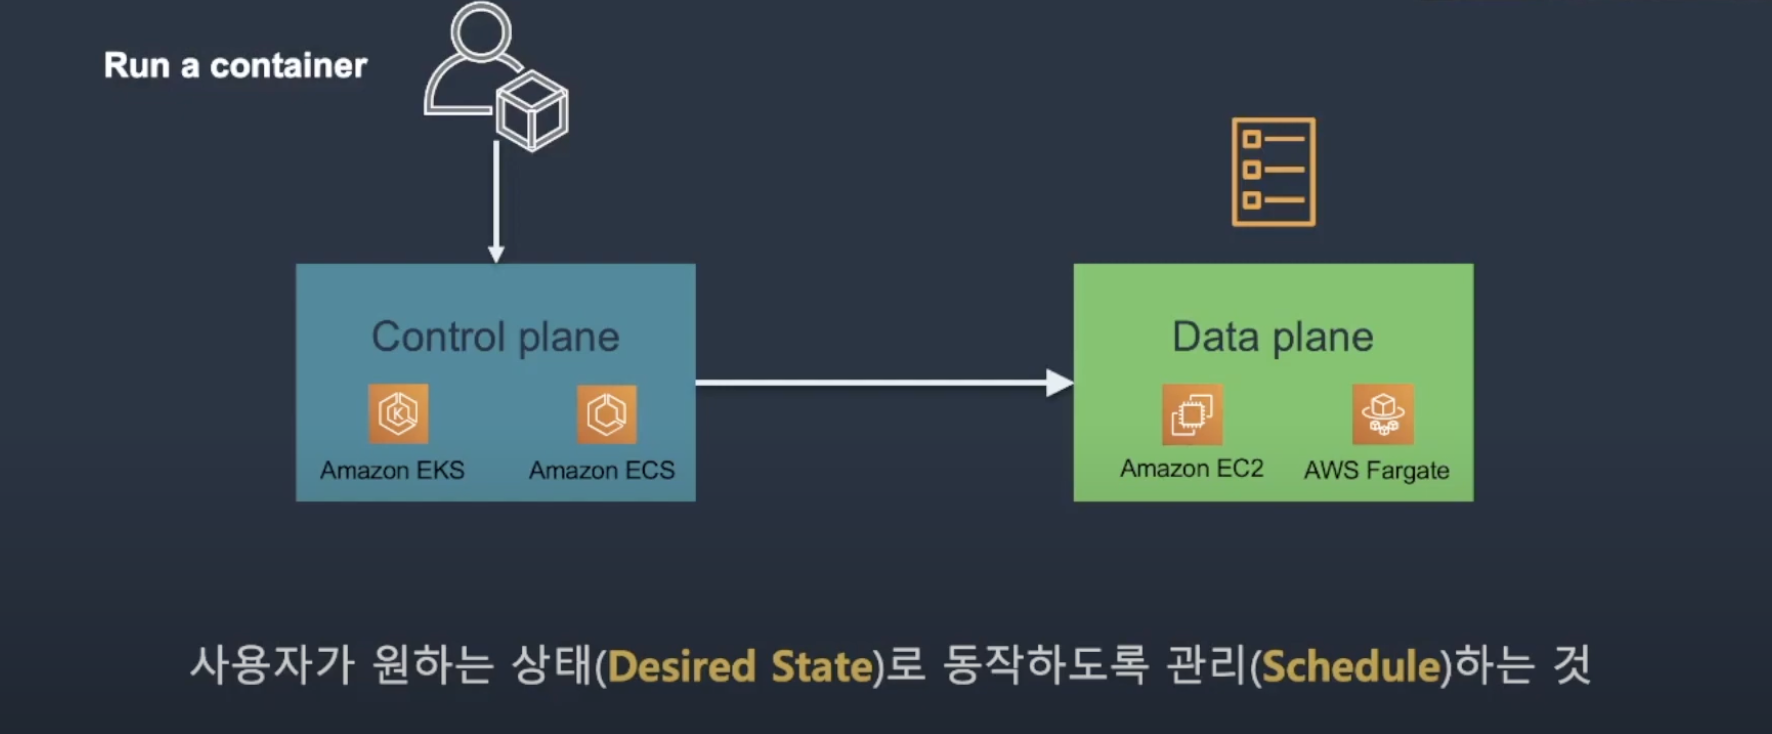 Run a container
Control plane
Amazon EKS
Amazon ECS
Data plane
Amazon EC2
AWS Fargate
사용자가 원하는 상태(Desired State)로 동작하도록 관리(Schedule)하는 것